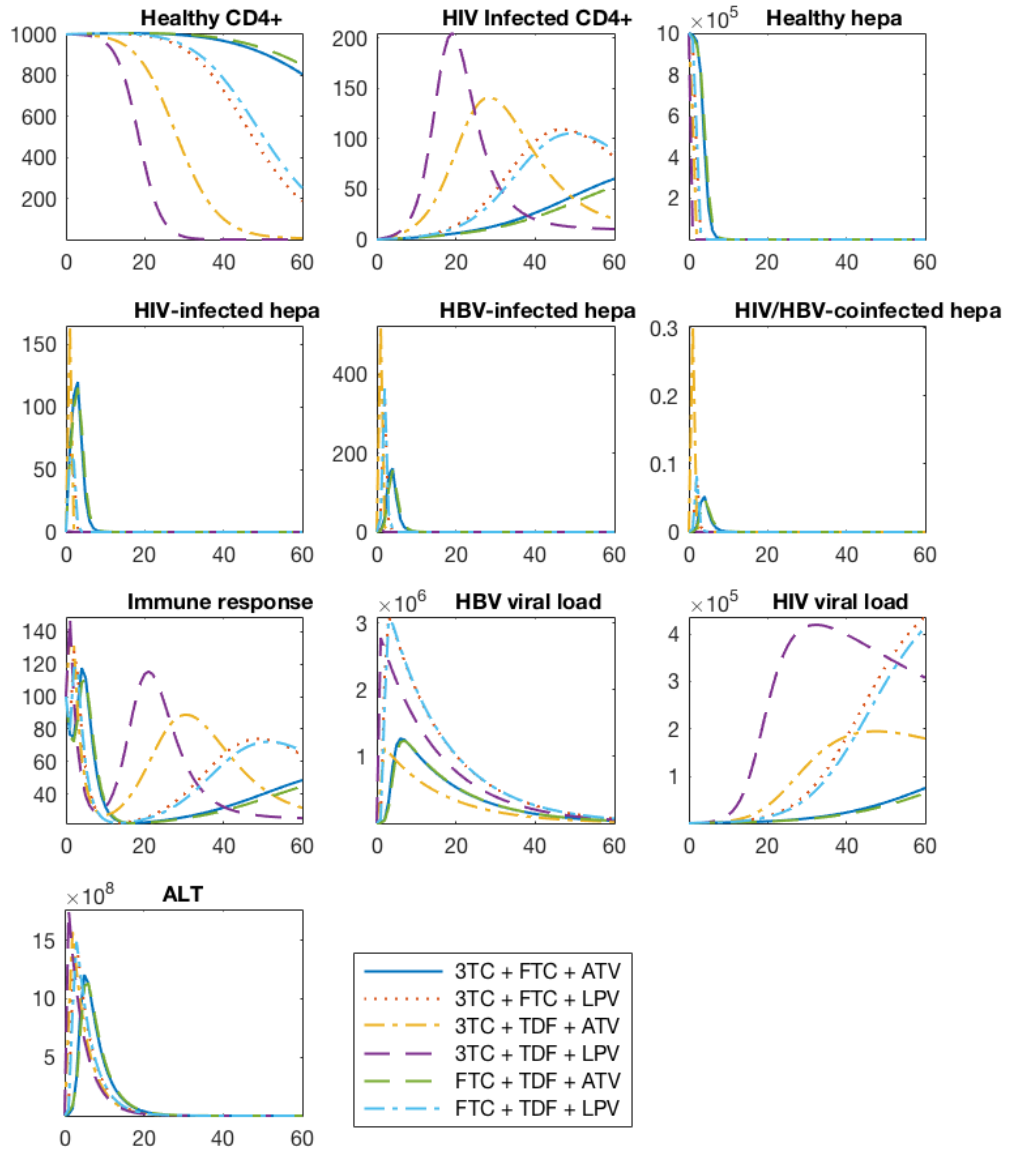 Healthy CD4+
1000
800
600
400
200
0 20 40 60
HIV Infected CD4+
200
150
100
50
0
0 20 40 60
×10^5 Healthy hepa
10
8
6
4
2
0 20 40 60
HIV-infected hepa
150
100
50
0
0 20 40 60
HBV-infected hepa
400
200
0
0 20 40 60
HIV/HBV-coinfected hepa
0.3
0.2
0.1
0
0 20 40 60
Immune response
140
120
100
80
60
40
0 20 40 60
×10^6 HBV viral load
3
2
1
0 20 40 60
×10^5 HIV viral load
4
3
2
1
0 20 40 60
×10^8 ALT
15
10
5
0 20 40 60
3TC + FTC + ATV
3TC + FTC + LPV
3TC + TDF + ATV
3TC + TDF + LPV
FTC + TDF + ATV
FTC + TDF + LPV